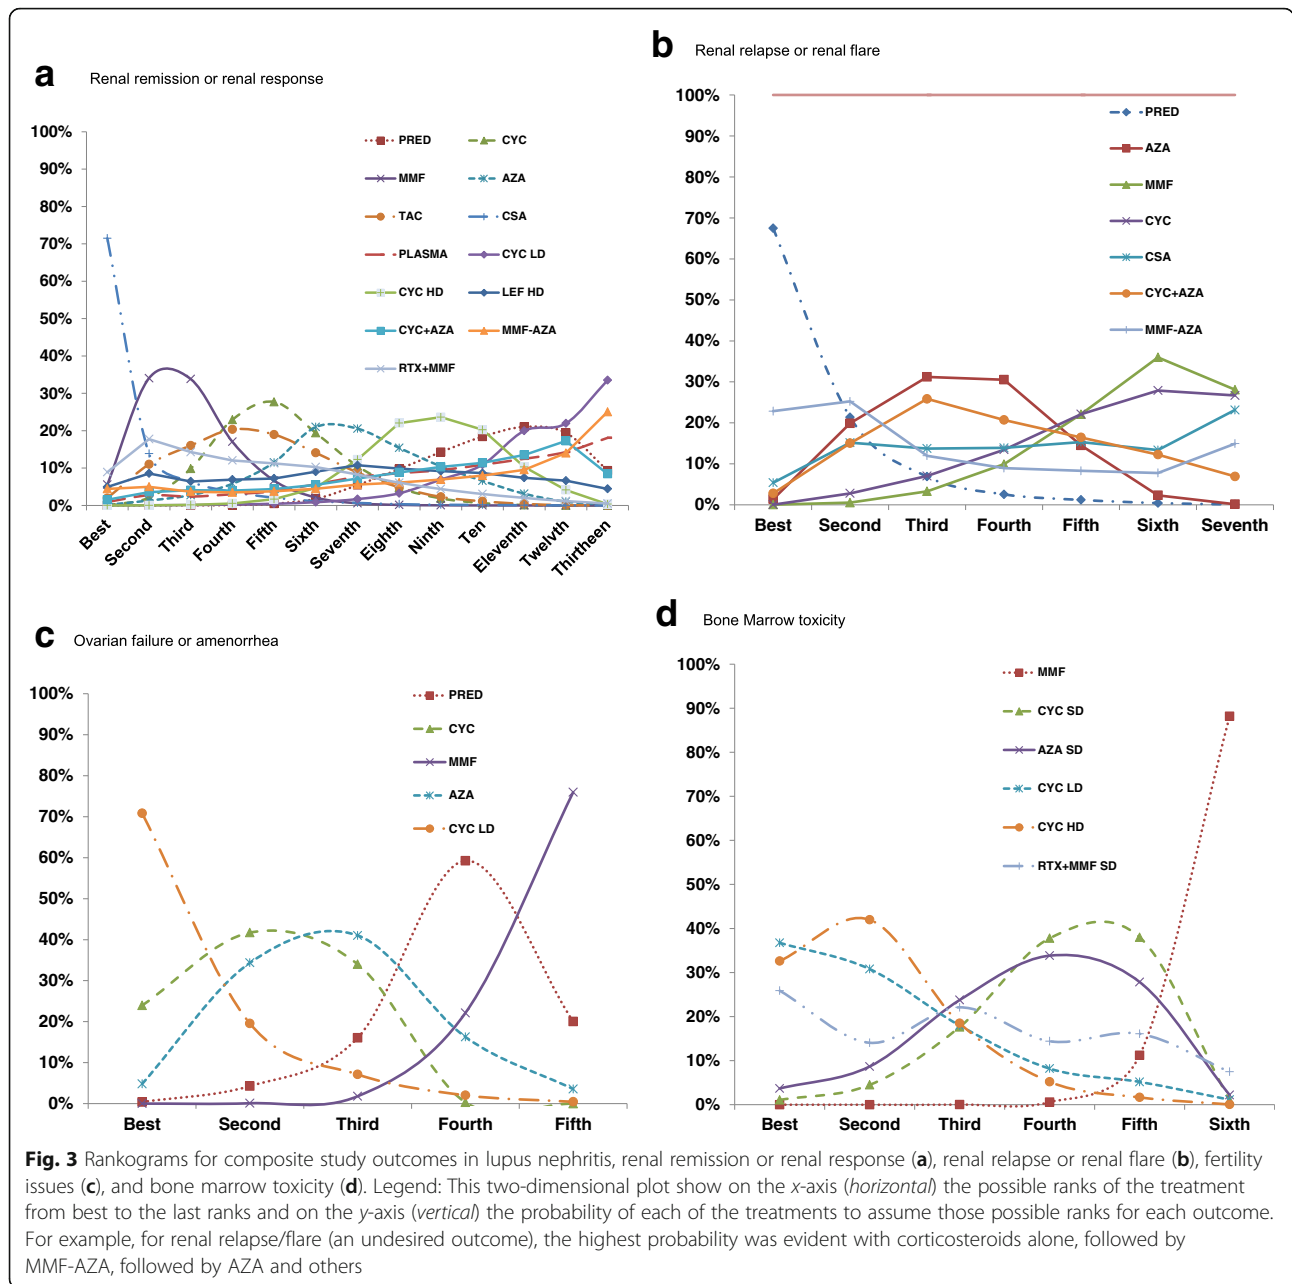 a Renal remission or renal response
100%
90%
80%
70%
60%
50%
40%
30%
20%
10%
0%
PRED CYC
MMF AZA
TAC CSA
PLASMA CYC LD
CYC HD LEF HD
CYC+AZA MMF-AZA
RTX+MMF
Best Second Third Fourth Fifth Sixth Seventh Eighth Ninth Ten Eleventh Twelvth Thirtheen
b Renal relapse or renal flare
100%
90%
80%
70%
60%
50%
40%
30%
20%
10%
0%
PRED
AZA
MMF
CYC
CSA
CYC+AZA
MMF-AZA
Best Second Third Fourth Fifth Sixth Seventh
c Ovarian failure or amenorrhea
100%
90%
80%
70%
60%
50%
40%
30%
20%
10%
0%
PRED
CYC
MMF
AZA
CYC LD
Best Second Third Fourth Fifth
d Bone Marrow toxicity
100%
90%
80%
70%
60%
50%
40%
30%
20%
10%
0%
MMF
CYC SD
AZA SD
CYC LD
CYC HD
RTX+MMF SD
Best Second Third Fourth Fifth Sixth
Fig. 3 Rankograms for composite study outcomes in lupus nephritis, renal remission or renal response (a), renal relapse or renal flare (b), fertility
issues (c), and bone marrow toxicity (d). Legend: This two-dimensional plot show on the x-axis (horizontal) the possible ranks of the treatment
from best to the last ranks and on the y-axis (vertical) the probability of each of the treatments to assume those possible ranks for each outcome.
For example, for renal relapse/flare (an undesired outcome), the highest probability was evident with corticosteroids alone, followed by
MMF-AZA, followed by AZA and others